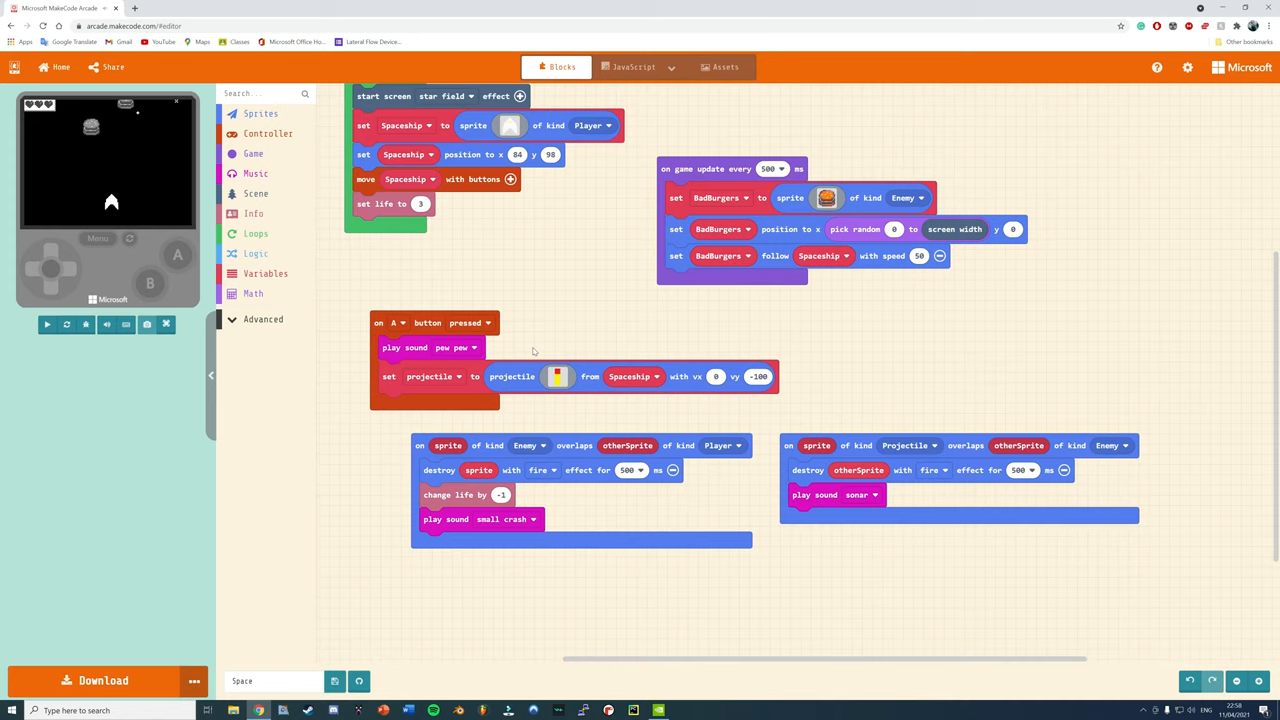 Microsoft MakeCode Arcade
arcade.makecode.com/#editor
Apps Google Translate Gmail YouTube Maps Classes Microsoft Office Ho... Lateral Flow Devic... Other bookmarks
Home Share Blocks JavaScript Assets Microsoft
Search...
Sprites
Controller
Game
Music
Scene
Info
Loops
Logic
Variables
Math
Advanced
Menu
A
B
Microsoft
start screen star field effect
set Spaceship to sprite of kind Player
set Spaceship position to x 84 y 98
move Spaceship with buttons
set life to 3
on game update every 500 ms
set BadBurgers to sprite of kind Enemy
set BadBurgers position to x pick random 0 to screen width y 0
set BadBurgers follow Spaceship with speed 50
on A button pressed
play sound pew pew
set projectile to projectile from Spaceship with vx 0 vy -100
on sprite of kind Enemy overlaps otherSprite of kind Player
destroy sprite with fire effect for 500 ms
change life by -1
play sound small crash
on sprite of kind Projectile overlaps otherSprite of kind Enemy
destroy otherSprite with fire effect for 500 ms
play sound sonar
Download
Space
Type here to search
ENG
22:58
11/04/2021